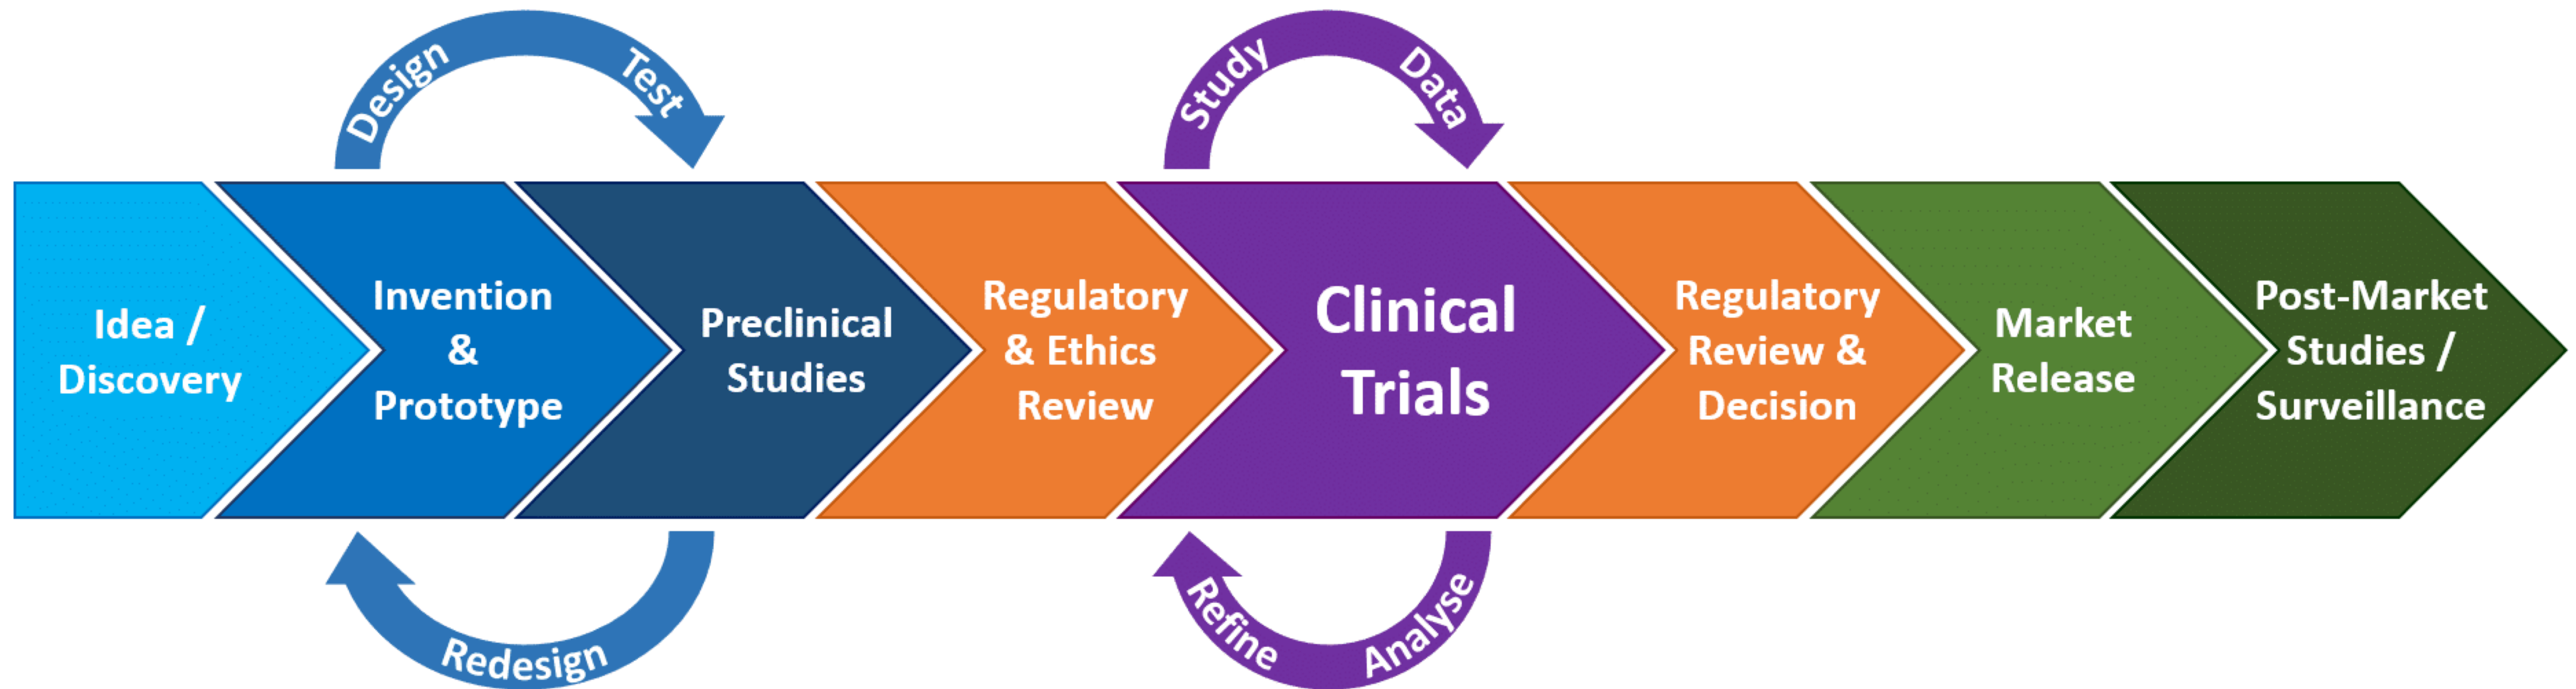 Design
Test
Study
Data
Idea /
Discovery
Invention
&
Prototype
Preclinical
Studies
Regulatory
& Ethics
Review
Clinical
Trials
Regulatory
Review &
Decision
Market
Release
Post-Market
Studies /
Surveillance
Redesign
Refine
Analyse